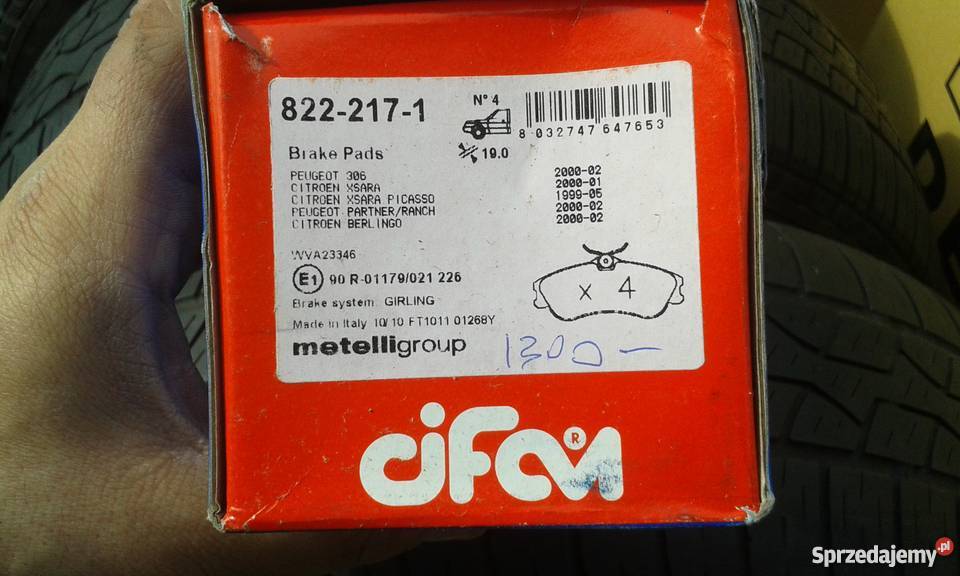 822-217-1
N° 4
8 032747 647653
Brake Pads
19.0
PEUGEOT 306 2000-02
CITROEN XSARA 2000-01
CITROEN XSARA PICASSO 1999-05
PEUGEOT PARTNER/RANCH 2000-02
CITROEN BERLINGO 2000-02
WVA23346
E1 90 R-01179/021 226
x 4
Brake system: GIRLING
Made in Italy 10/10 FT1011 01268Y
metelligroup
1300-
CIFAM ®
Sprzedajemy.pl